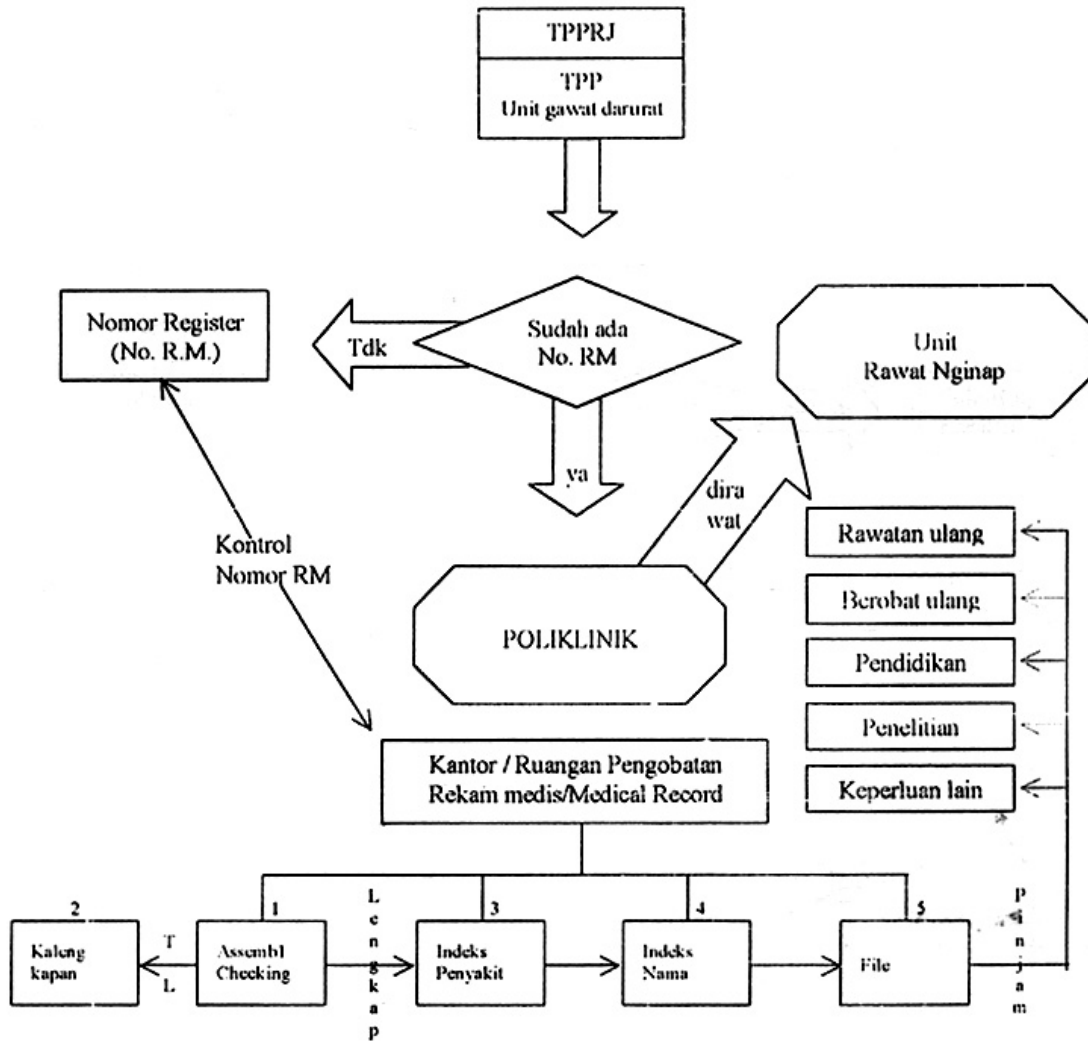 TPPRJ
TPP
Unit gawat darurat
Nomor Register
(No. R.M.)
Tdk
Sudah ada
No. RM
Unit
Rawat Nginap
ya
dira
wat
Kontrol
Nomor RM
POLIKLINIK
Rawatan ulang
Berobat ulang
Pendidikan
Penelitian
Keperluan lain
Kantor / Ruangan Pengobatan
Rekam medis/Medical Record
2
1
3
4
5
Kaleng
kapan
T
L
Assembl
Checking
Lengkap
Indeks
Penyakit
Indeks
Nama
File
Pinjam